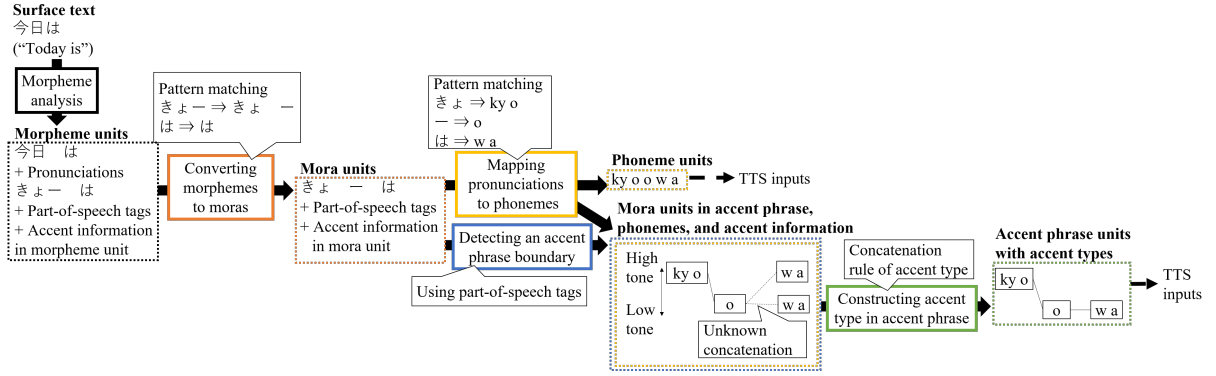 Surface text
今日は
(“Today is”)
Morpheme
analysis
Morpheme units
今日　は
+ Pronunciations
きょー　は
+ Part-of-speech tags
+ Accent information
in morpheme unit
Pattern matching
きょー ⇒ きょ　ー
は ⇒ は
Converting
morphemes
to moras
Mora units
きょ　ー　は
+ Part-of-speech tags
+ Accent information
in mora unit
Pattern matching
きょ ⇒ ky o
ー ⇒ o
は ⇒ w a
Mapping
pronunciations
to phonemes
Phoneme units
ky o o w a
TTS inputs
Detecting an accent
phrase boundary
Using part-of-speech tags
Mora units in accent phrase,
phonemes, and accent information
High
tone
Low
tone
ky o
o
w a
w a
Unknown
concatenation
Concatenation
rule of accent type
Constructing accent
type in accent phrase
Accent phrase units
with accent types
ky o
o
w a
TTS
inputs